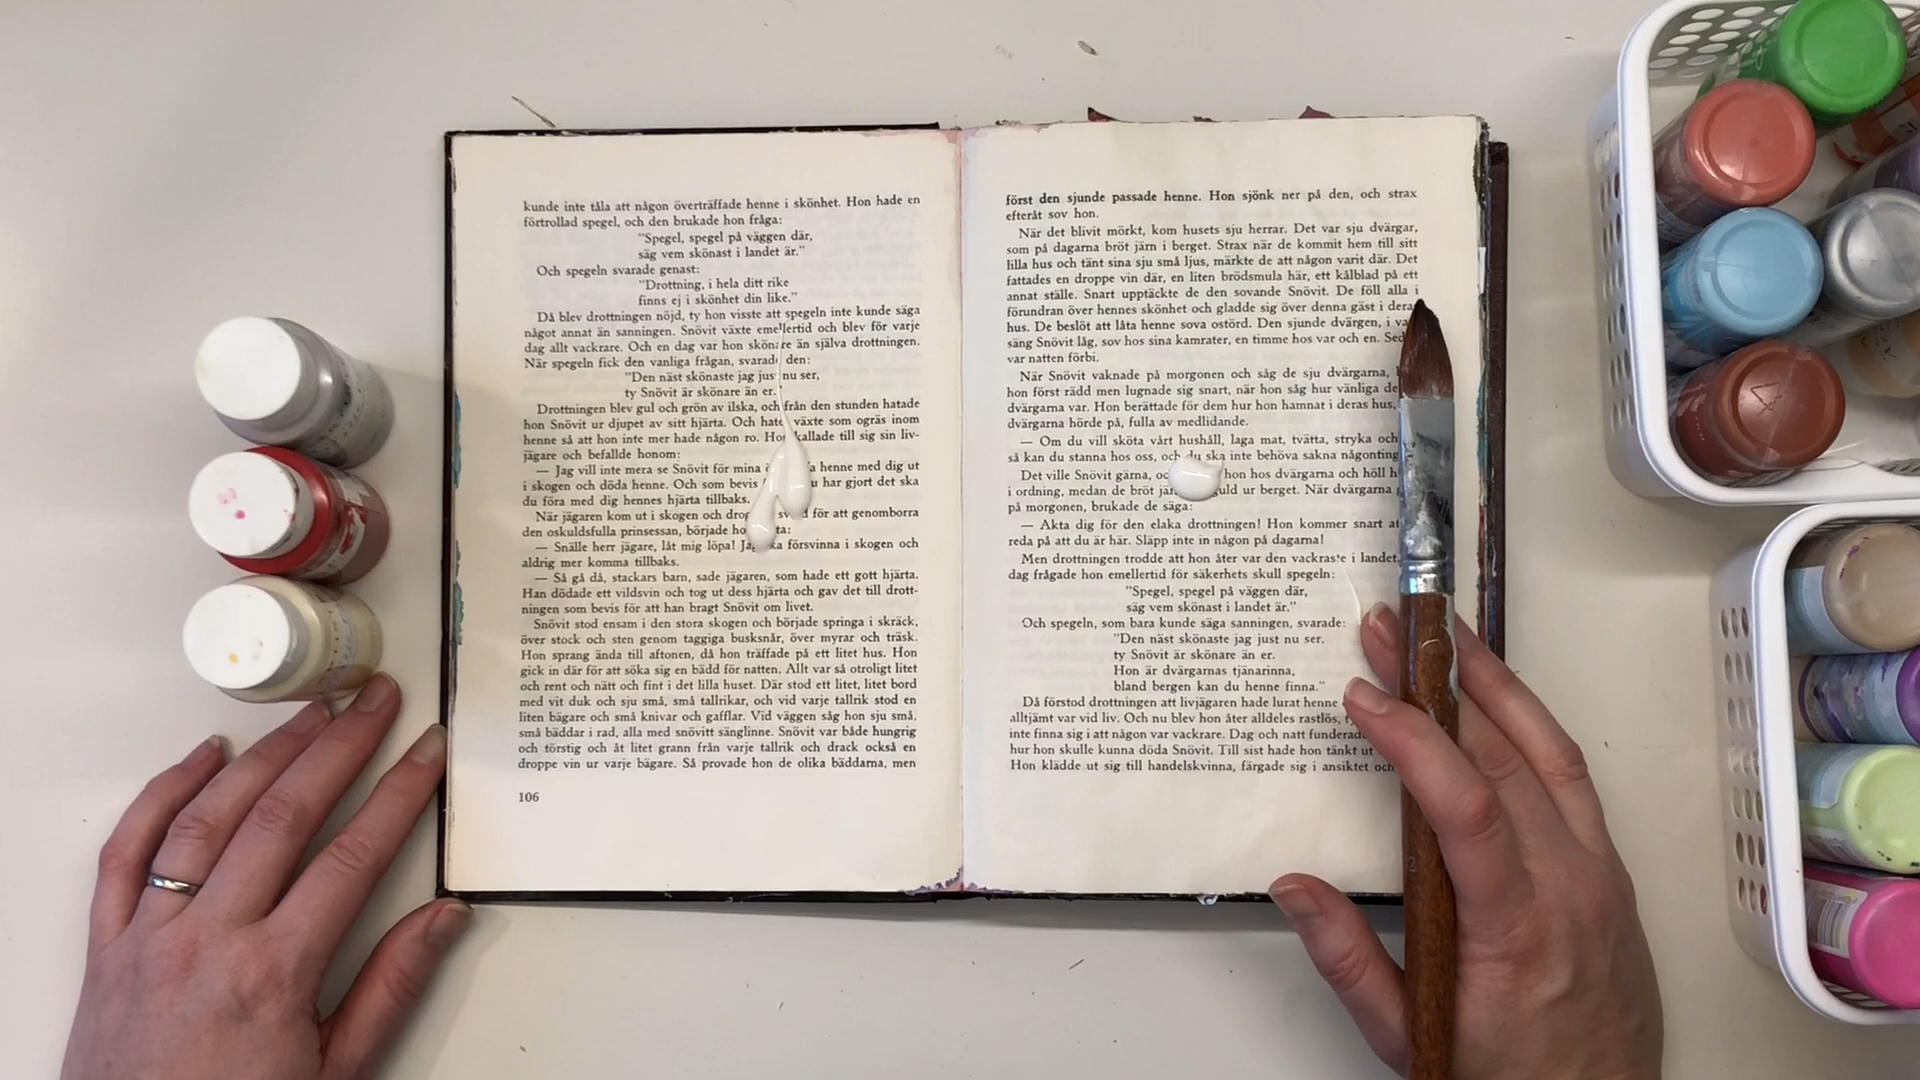 kunde inte tåla att någon överträffade henne i skönhet. Hon hade en
förtrollad spegel, och den brukade hon fråga:
"Spegel, spegel på väggen där,
säg vem skönast i landet är."
Och spegeln svarade genast:
"Drottning, i hela ditt rike
finns ej i skönhet din like."
Då blev drottningen nöjd, ty hon visste att spegeln inte kunde säga
något annat än sanningen. Snövit växte emellertid och blev för varje
dag allt vackrare. Och en dag var hon skönare än själva drottningen.
När spegeln fick den vanliga frågan, svarade den:
"Den näst skönaste jag just nu ser,
ty Snövit är skönare än er."
Drottningen blev gul och grön av ilska, och från den stunden hatade
hon Snövit ur djupet av sitt hjärta. Och hatet växte som ogräs inom
henne så att hon inte mer hade någon ro. Hon kallade till sig sin liv-
jägare och befallde honom:
— Jag vill inte mera se Snövit för mina henne med dig ut
i skogen och döda henne. Och som bevis har gjort det ska
du föra med dig hennes hjärta tillbaks.
När jägaren kom ut i skogen och drog svärd för att genomborra
den oskuldsfulla prinsessan, började
— Snälle herr jägare, låt mig löpa! försvinna i skogen och
aldrig mer komma tillbaks.
— Så gå då, stackars barn, sade jägaren, som hade ett gott hjärta.
Han dödade ett vildsvin och tog ut dess hjärta och gav det till drott-
ningen som bevis för att han bragt Snövit om livet.
Snövit stod ensam i den stora skogen och började springa i skräck,
över stock och sten genom taggiga busksnår, över myrar och träsk.
Hon sprang ända till aftonen, då hon träffade på ett litet hus. Hon
gick in där för att söka sig en bädd för natten. Allt var så otroligt litet
och rent och nätt och fint i det lilla huset. Där stod ett litet, litet bord
med vit duk och sju små, små tallrikar, och vid varje tallrik stod en
liten bägare och små knivar och gafflar. Vid väggen såg hon sju små,
små bäddar i rad, alla med snövitt sänglinne. Snövit var både hungrig
och törstig och åt litet grann från varje tallrik och drack också en
droppe vin ur varje bägare. Så provade hon de olika bäddarna, men
106
först den sjunde passade henne. Hon sjönk ner på den, och strax
efteråt sov hon.
När det blivit mörkt, kom husets sju herrar. Det var sju dvärgar,
som på dagarna bröt järn i berget. Strax när de kommit hem till sitt
lilla hus och tänt sina sju små ljus, märkte de att någon varit där. Det
fattades en droppe vin där, en liten brödsmula här, ett kålblad på ett
annat ställe. Snart upptäckte de den sovande Snövit. De föll alla i
förundran över hennes skönhet och gladde sig över denna gäst i deras
hus. De beslöt att låta henne sova ostörd. Den sjunde dvärgen, i
säng Snövit låg, sov hos sina kamrater, en timme hos var och en.
var natten förbi.
När Snövit vaknade på morgonen och såg de sju dvärgarna,
hon först rädd men lugnade sig snart, när hon såg hur vänliga
dvärgarna var. Hon berättade för dem hur hon hamnat i deras hus,
dvärgarna hörde på, fulla av medlidande.
— Om du vill sköta vårt hushåll, laga mat, tvätta, stryka och
så kan du stanna hos oss, och du ska inte behöva sakna någonting
Det ville Snövit gärna, hon hos dvärgarna och höll
i ordning, medan de bröt guld ur berget. När dvärgarna
på morgonen, brukade de säga:
— Akta dig för den elaka drottningen! Hon kommer snart
reda på att du är här. Släpp inte in någon på dagarna!
Men drottningen trodde att hon åter var den vackraste i landet.
dag frågade hon emellertid för säkerhets skull spegeln:
"Spegel, spegel på väggen där,
säg vem skönast i landet är."
Och spegeln, som bara kunde säga sanningen, svarade:
"Den näst skönaste jag just nu ser.
ty Snövit är skönare än er.
Hon är dvärgarnas tjänarinna,
bland bergen kan du henne finna."
Då förstod drottningen att livjägaren hade lurat henne
alltjämt var vid liv. Och nu blev hon åter alldeles rastlös,
inte finna sig i att någon var vackrare. Dag och natt
hur hon skulle kunna döda Snövit. Till sist hade hon tänkt ut
Hon klädde ut sig till handelskvinna, färgade sig i ansiktet och